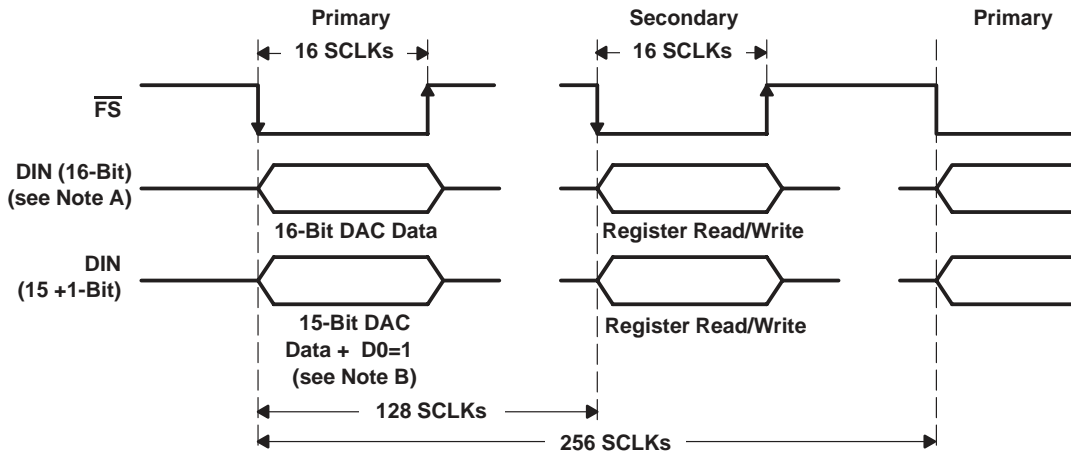 Primary Secondary Primary
16 SCLKs 16 SCLKs
FS
DIN (16-Bit)
(see Note A)
16-Bit DAC Data Register Read/Write
DIN
(15 +1-Bit)
15-Bit DAC Register Read/Write
Data + D0=1
(see Note B)
128 SCLKs
256 SCLKs